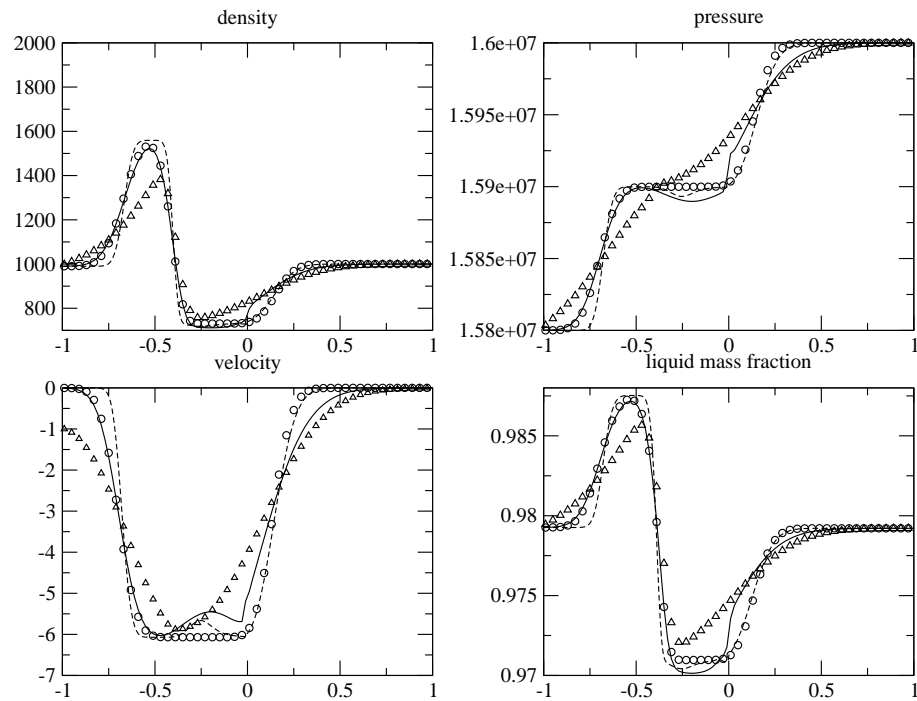 density
2000
1800
1600
1400
1200
1000
800
-1 -0.5 0 0.5 1
pressure
1.6e+07
1.595e+07
1.59e+07
1.585e+07
1.58e+07
-1 -0.5 0 0.5 1
velocity
0
-1
-2
-3
-4
-5
-6
-7
-1 -0.5 0 0.5 1
liquid mass fraction
0.985
0.98
0.975
0.97
-1 -0.5 0 0.5 1